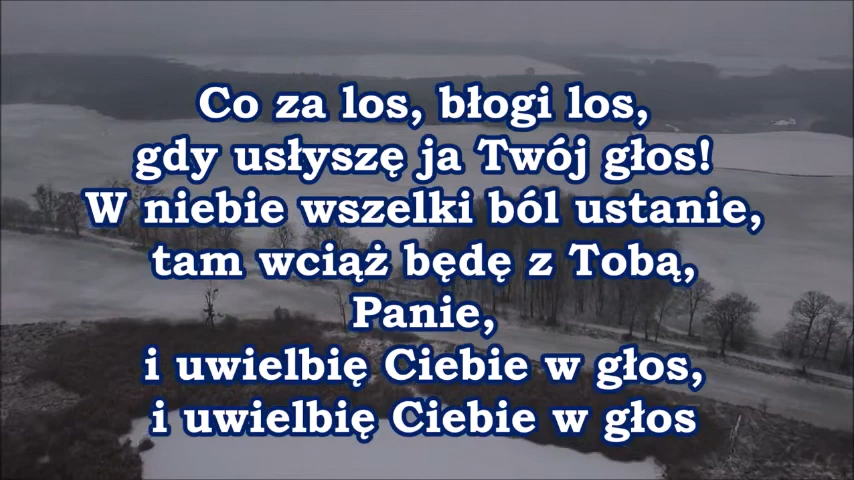 Co za los, błogi los,
gdy usłyszę ja Twój głos!
W niebie wszelki ból ustanie,
tam wciąż będę z Tobą,
Panie,
i uwielbię Ciebie w głos,
i uwielbię Ciebie w głos